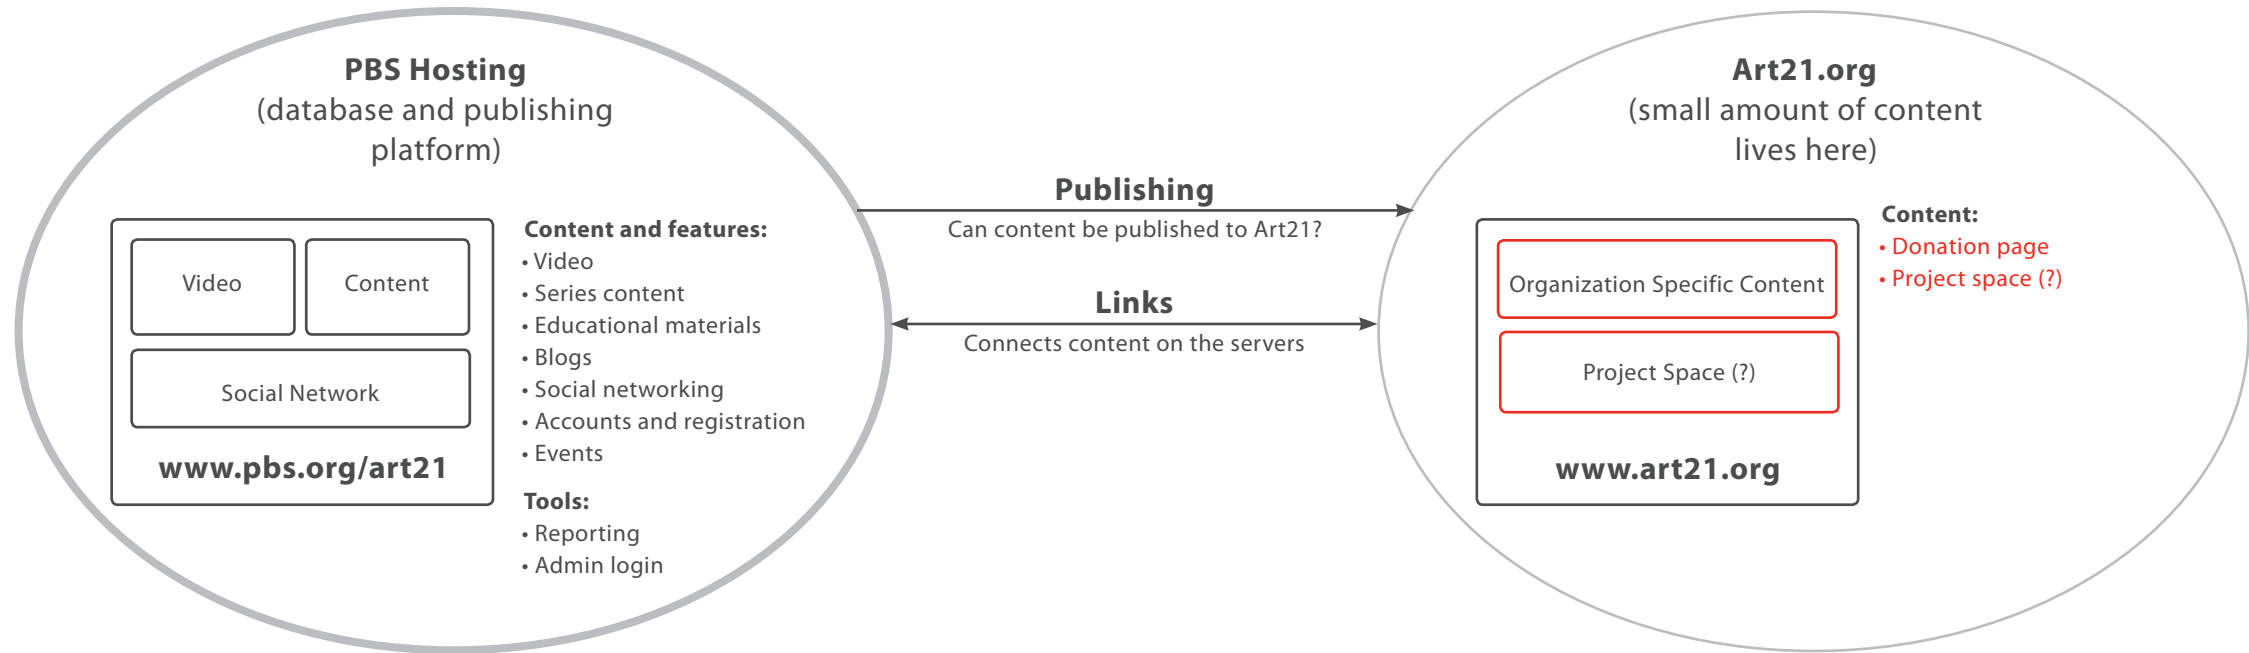 PBS Hosting
(database and publishing
platform)
Video
Content
Social Network
www.pbs.org/art21
Content and features:
• Video
• Series content
• Educational materials
• Blogs
• Social networking
• Accounts and registration
• Events
Tools:
• Reporting
• Admin login
Publishing
Can content be published to Art21?
Links
Connects content on the servers
Art21.org
(small amount of content
lives here)
Organization Specific Content
Project Space (?)
www.art21.org
Content:
• Donation page
• Project space (?)